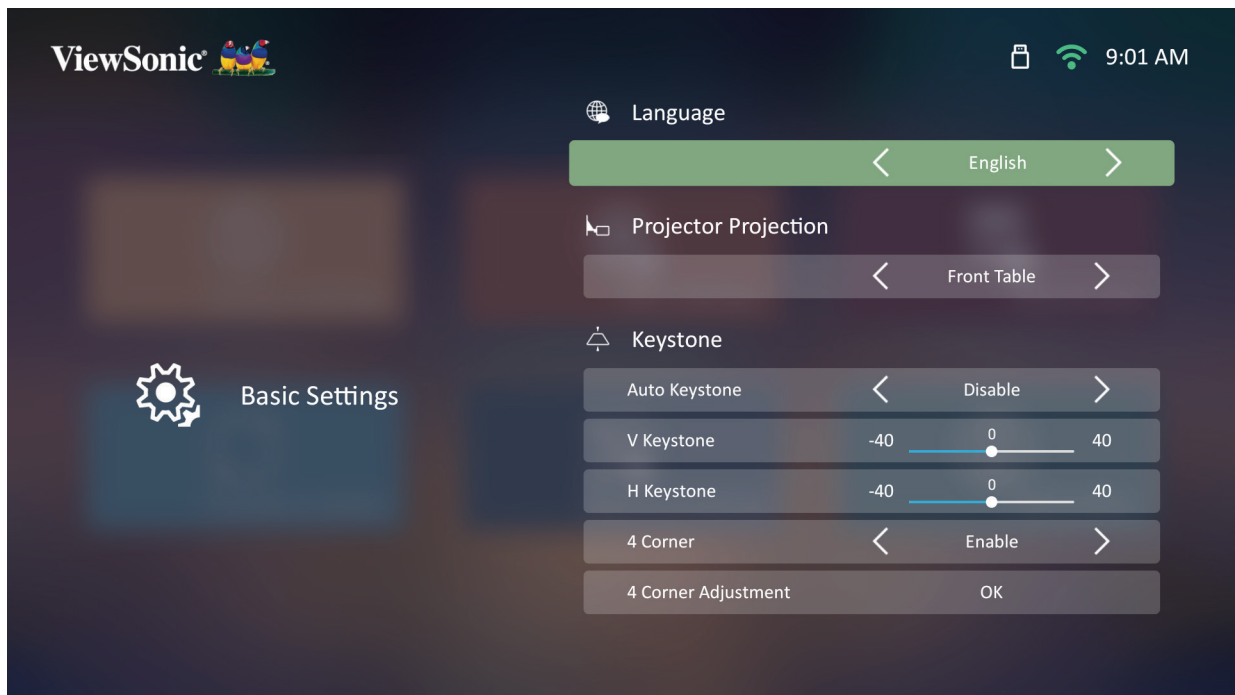 ViewSonic®
9:01 AM
Language
English
Projector Projection
Front Table
Keystone
Basic Settings
Auto Keystone Disable
V Keystone -40 0 40
H Keystone -40 0 40
4 Corner Enable
4 Corner Adjustment OK